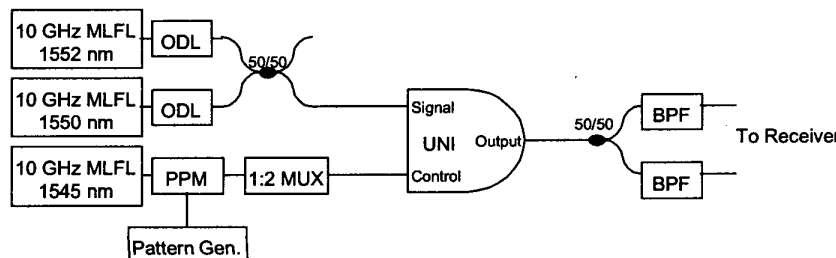 10 GHz MLFL
1552 nm
ODL
50/50
10 GHz MLFL
1550 nm
ODL
10 GHz MLFL
1545 nm
PPM
1:2 MUX
Pattern Gen.
Signal
UNI
Output
Control
50/50
BPF
To Receiver
BPF